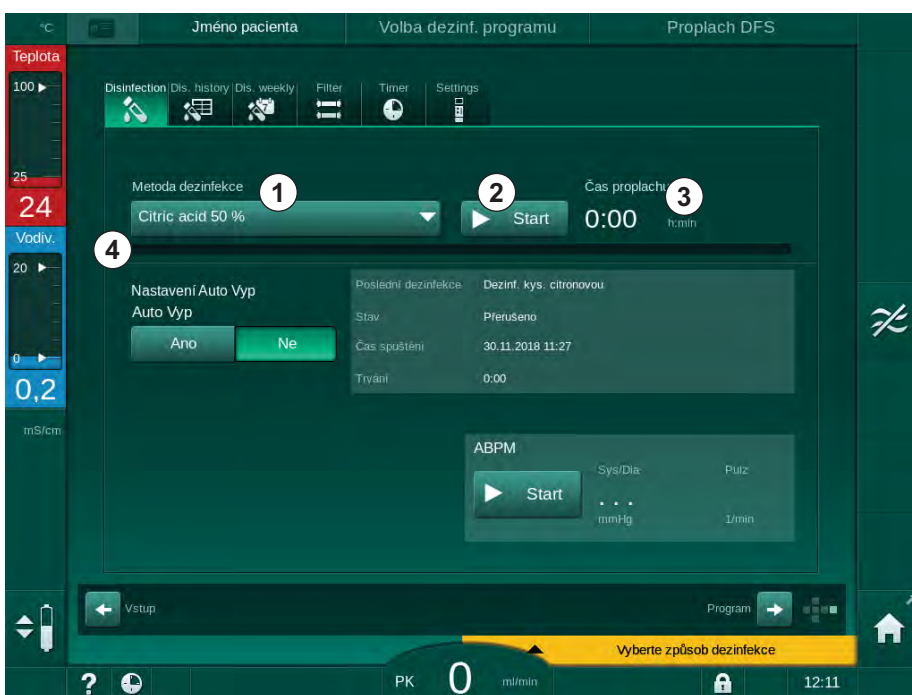 °C Jméno pacienta Volba dezinf. programu Proplach DFS
Teplota
100
Disinfection Dis. history Dis. weekly Filter Timer Settings
25
24
Metoda dezinfekce 1 2 Čas proplachu 3
Citric acid 50 % Start 0:00 h:min
Vodiv.
4
20
Nastavení Auto Vyp
Auto Vyp
Ano Ne
Poslední dezinfekce Dezinf. kys. citronovou
Stav Přerušeno
Čas spuštění 30.11.2018 11:27
Trvání 0:00
0
0,2
mS/cm
ABPM
Sys/Dia Pulz
Start . . .
mmHg 1/min
Vstup Program
Vyberte způsob dezinfekce
? PK 0 ml/min 12:11